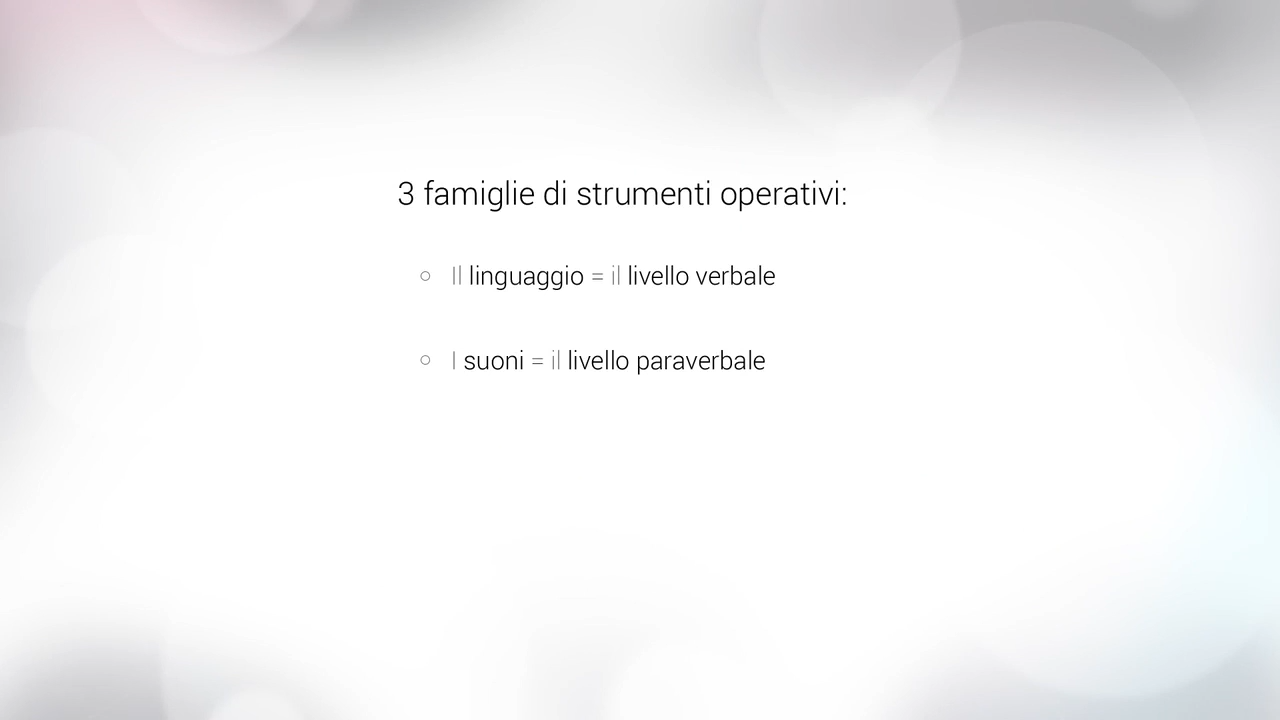 3 famiglie di strumenti operativi:
○ Il linguaggio = il livello verbale
○ I suoni = il livello paraverbale